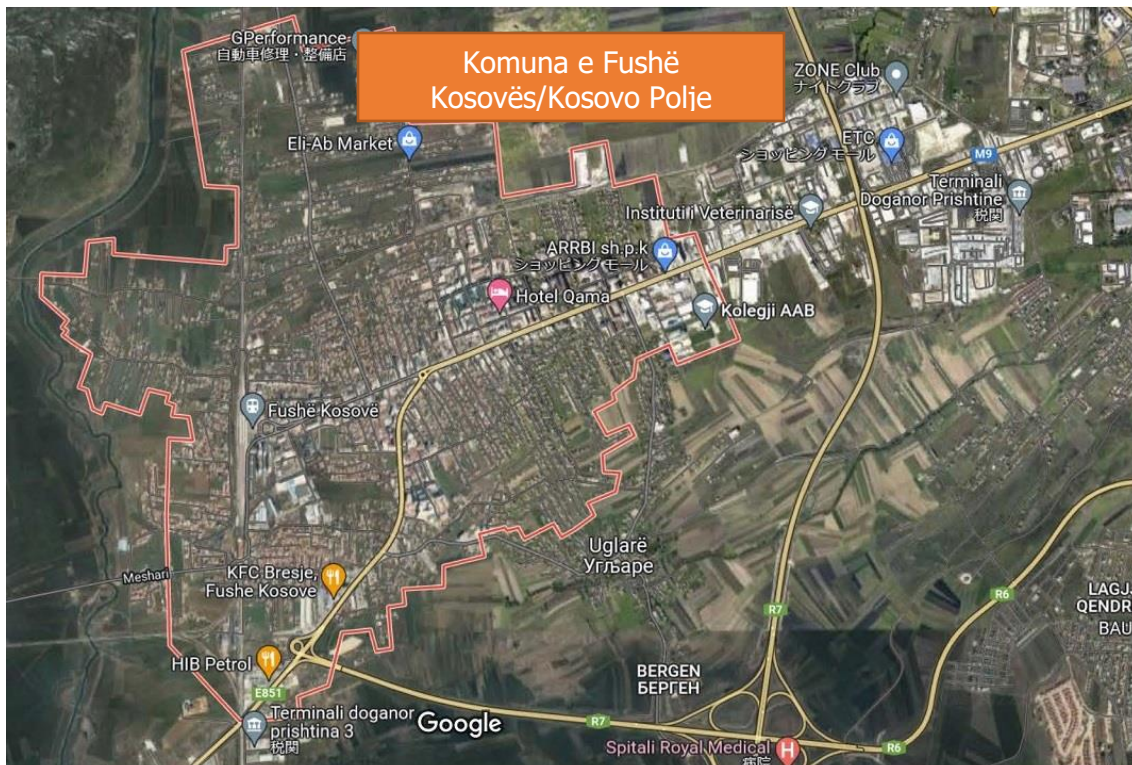 GPerformance
自動車修理・整備店
Komuna e Fushë
Kosovës/Kosovo Polje
ZONE Club
ナイトクラブ
Eli-Ab Market
ETC
ショッピング モール
M9
Terminali
Doganor Prishtine
税関
Instituti i Veterinarisë
ARRBI sh.p.k
ショッピング モール
Hotel Qama
Kolegji AAB
Fushë Kosovë
Uglarë
Угљаре
Meshari
KFC Bresje,
Fushe Kosove
R7
R6
LAGJ
QENDR
BAU
HIB Petrol
E851
BERGEN
БЕРГЕН
Terminali doganor
prishtina 3
税関
Google
R7
R6
Spitali Royal Medical
H
病院